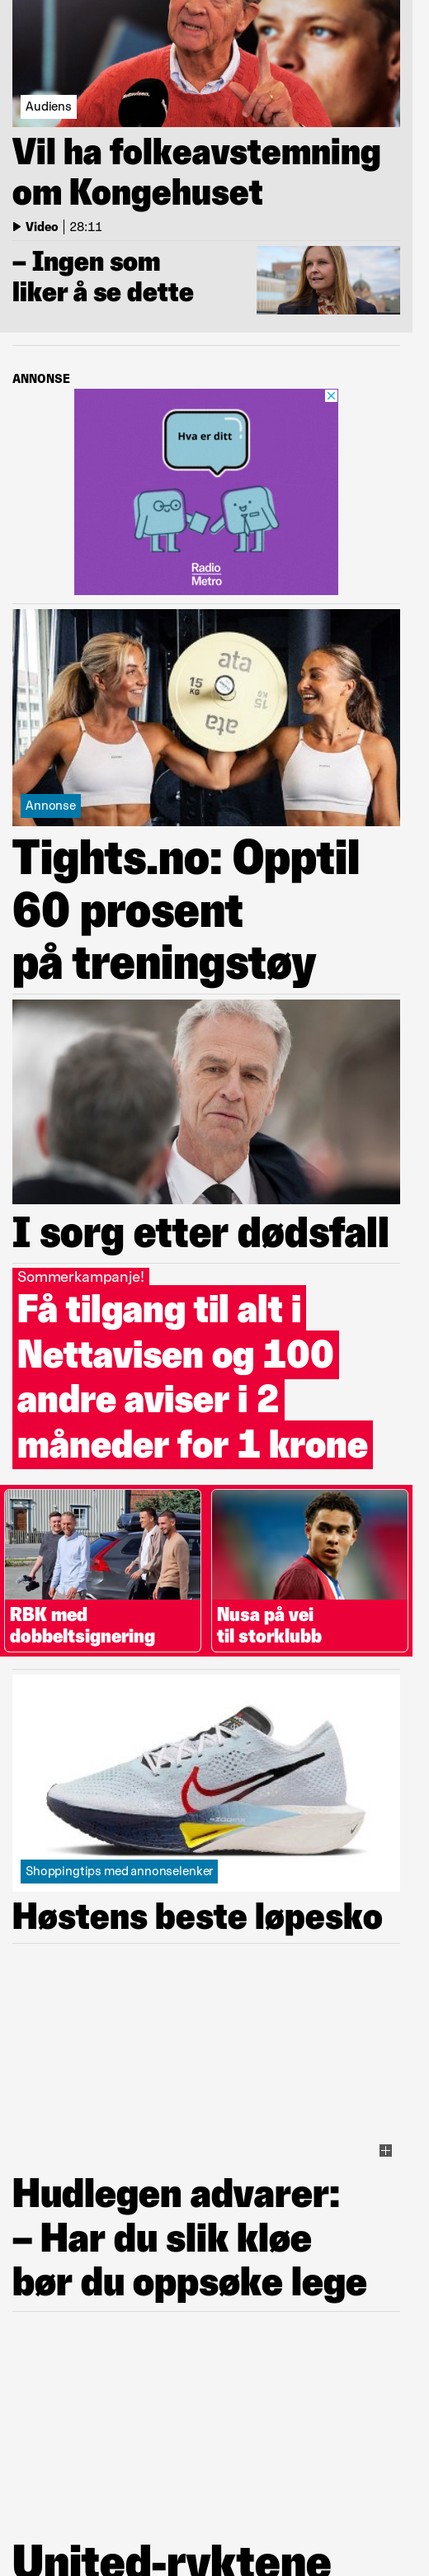 Audiens
Vil ha folkeavstemning
om Kongehuset
Video | 28:11
– Ingen som
liker å se dette
ANNONSE
Hva er ditt
Radio
Metro
ata
15
KG
15
KG
ata
Annonse
Tights.no: Opptil
60 prosent
på treningstøy
I sorg etter dødsfall
Sommerkampanje!
Få tilgang til alt i
Nettavisen og 100
andre aviser i 2
måneder for 1 krone
RBK med
dobbeltsignering
Nusa på vei
til storklubb
Shoppingtips med annonselenker
Høstens beste løpesko
Hudlegen advarer:
– Har du slik kløe
bør du oppsøke lege
United-ryktene